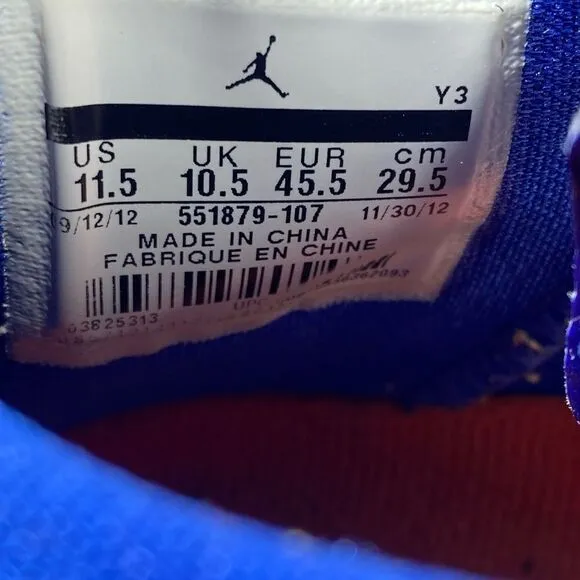 Y3
US UK EUR cm
11.5 10.5 45.5 29.5
9/12/12 551879-107 11/30/12
MADE IN CHINA
FABRIQUE EN CHINE
03825313